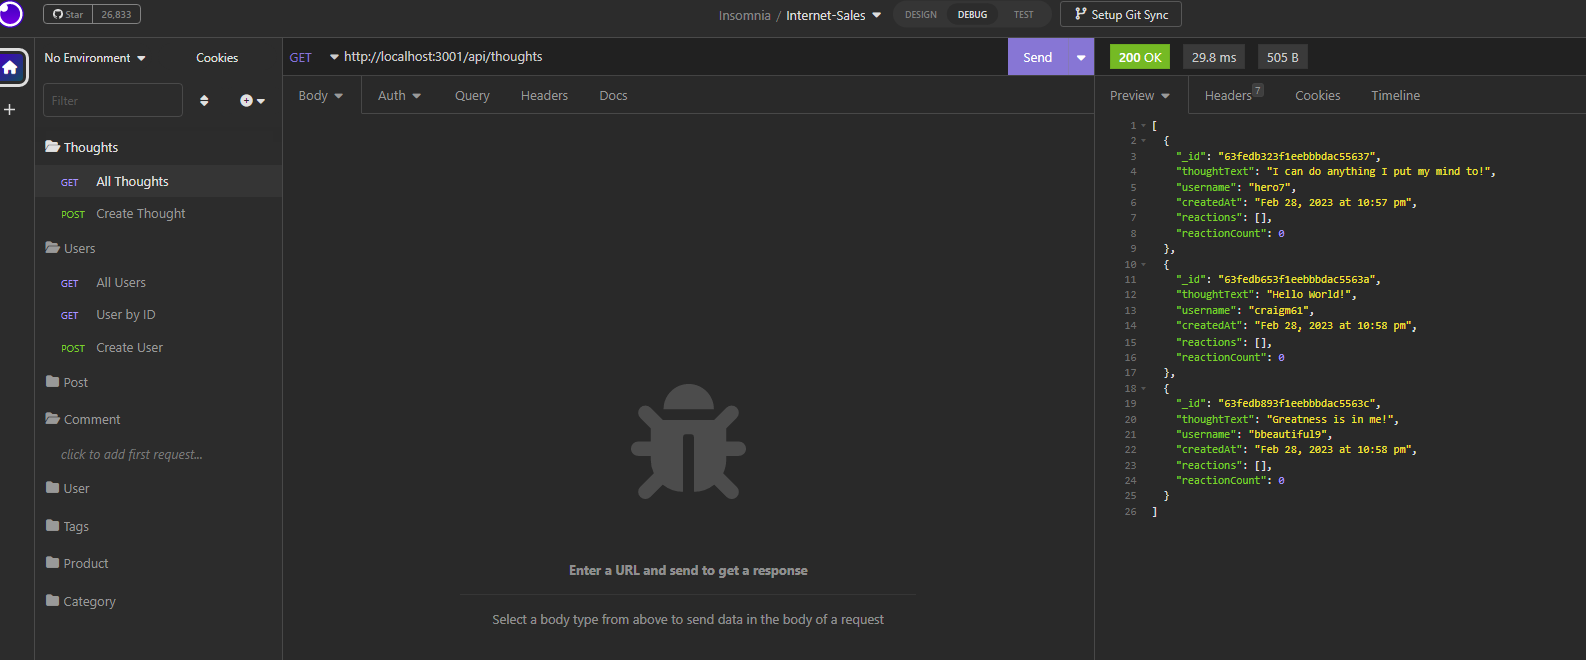 Star 26,833
Insomnia / Internet-Sales
DESIGN DEBUG TEST
Setup Git Sync
No Environment
Cookies
Filter
Thoughts
GET All Thoughts
POST Create Thought
Users
GET All Users
GET User by ID
POST Create User
Post
Comment
click to add first request...
User
Tags
Product
Category
GET http://localhost:3001/api/thoughts
Send
Body
Auth
Query
Headers
Docs
Enter a URL and send to get a response
Select a body type from above to send data in the body of a request
200 OK
29.8 ms
505 B
Preview
Headers 7
Cookies
Timeline
1 [
2 {
3 "_id": "63fedb323f1eebbbdac55637",
4 "thoughtText": "I can do anything I put my mind to!",
5 "username": "hero7",
6 "createdAt": "Feb 28, 2023 at 10:57 pm",
7 "reactions": [],
8 "reactionCount": 0
9 },
10 {
11 "_id": "63fedb653f1eebbbdac5563a",
12 "thoughtText": "Hello World!",
13 "username": "craigm61",
14 "createdAt": "Feb 28, 2023 at 10:58 pm",
15 "reactions": [],
16 "reactionCount": 0
17 },
18 {
19 "_id": "63fedb893f1eebbbdac5563c",
20 "thoughtText": "Greatness is in me!",
21 "username": "bbeautiful9",
22 "createdAt": "Feb 28, 2023 at 10:58 pm",
23 "reactions": [],
24 "reactionCount": 0
25 }
26 ]